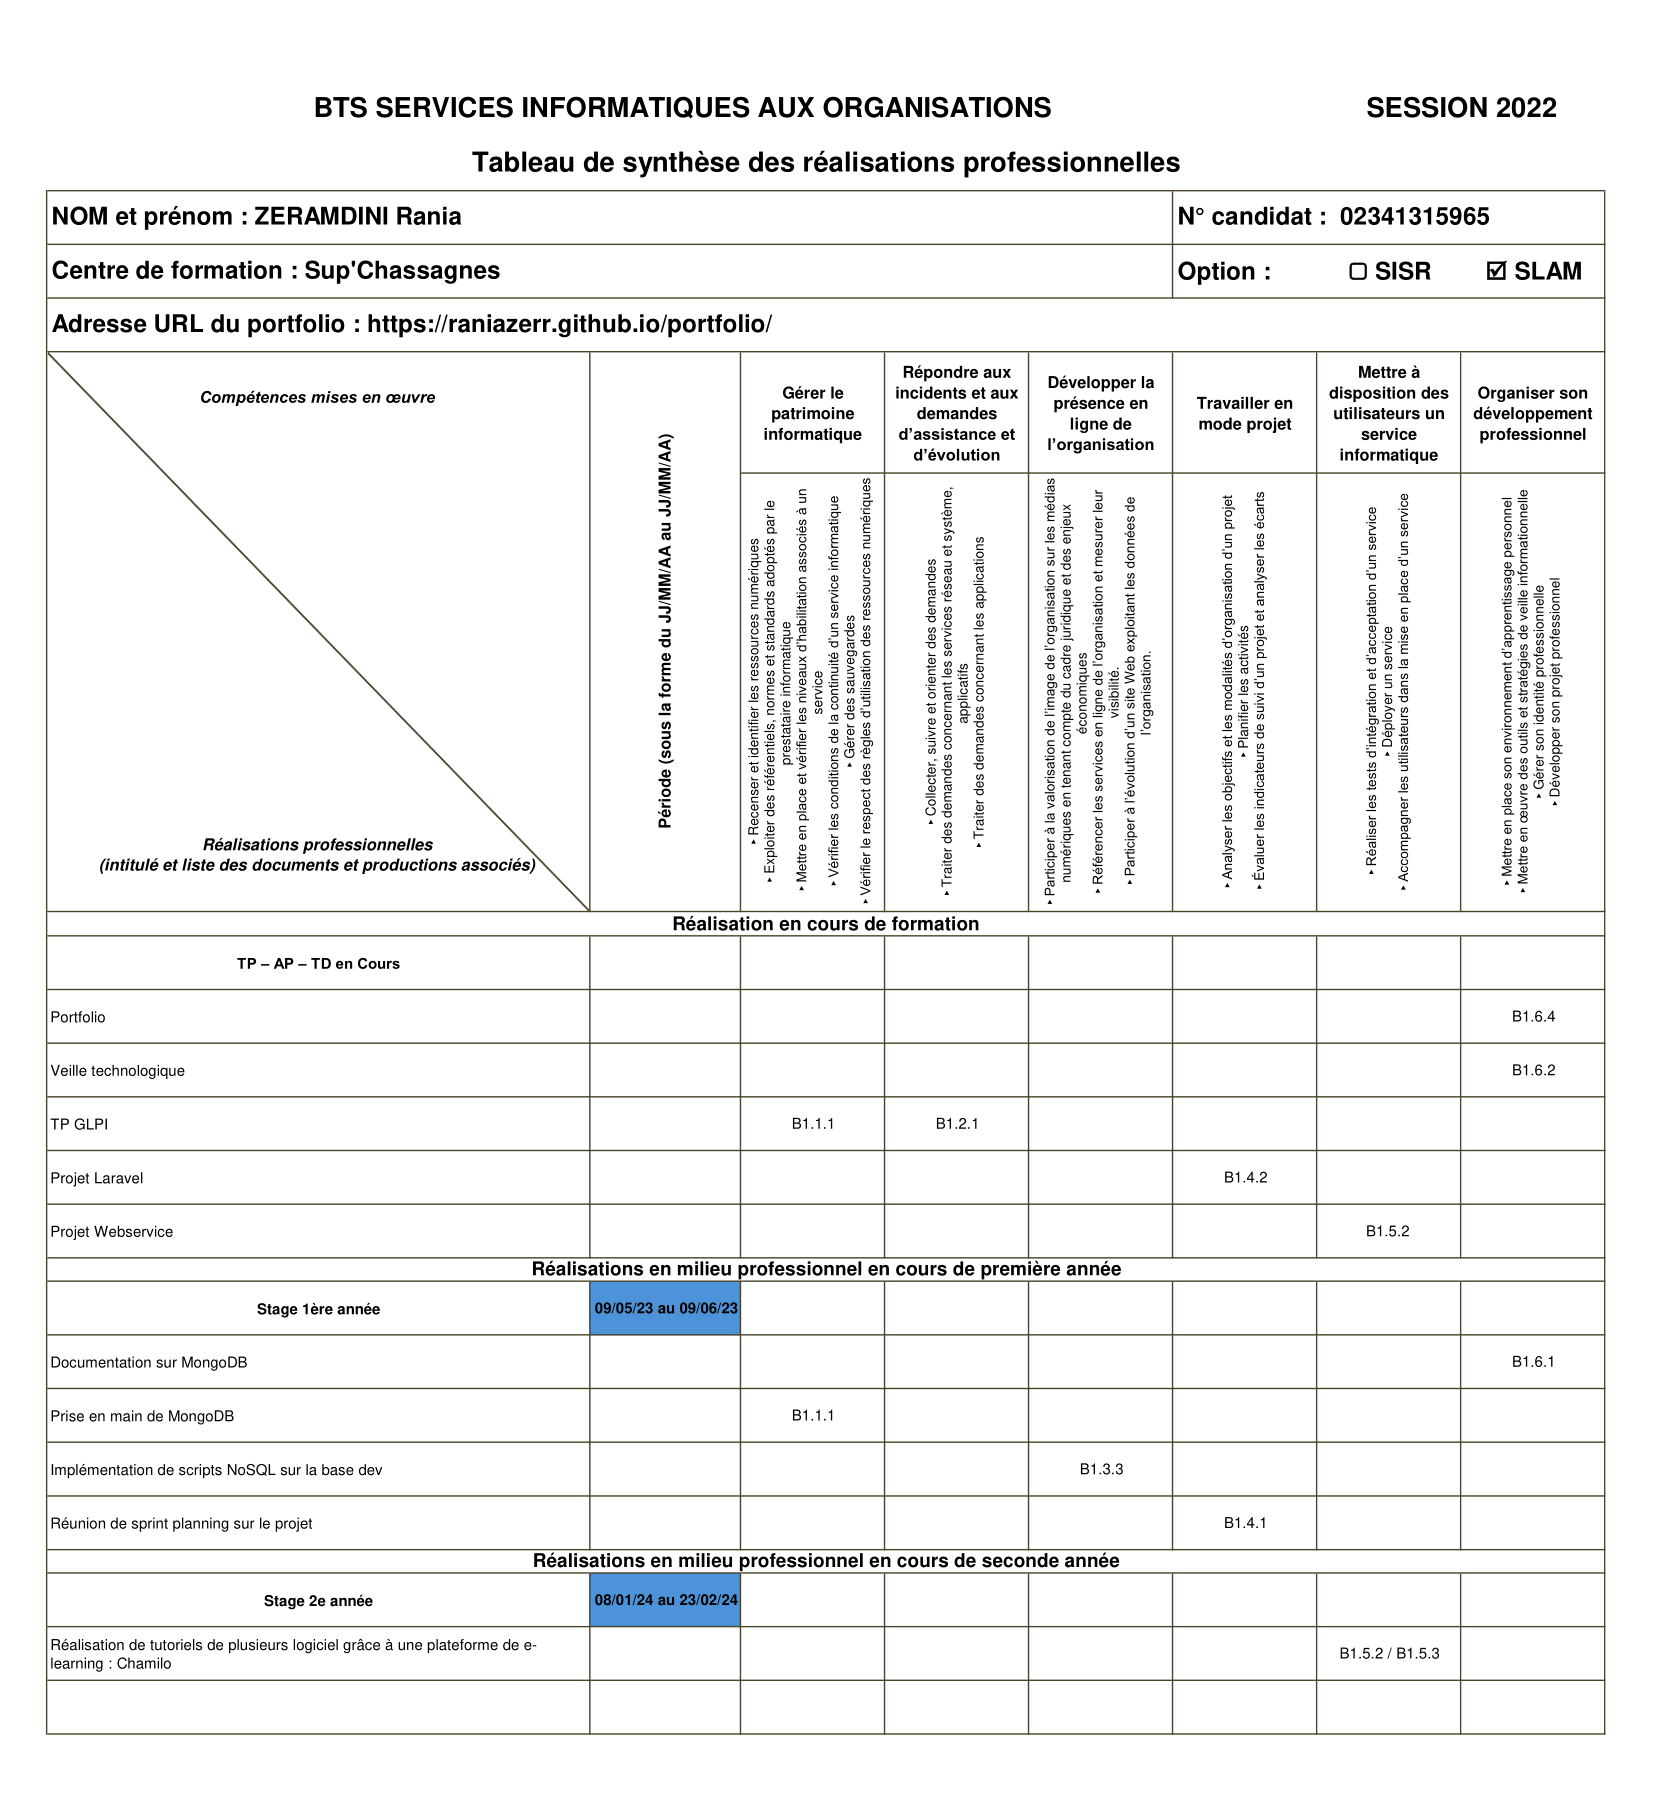 BTS SERVICES INFORMATIQUES AUX ORGANISATIONS
SESSION 2022
Tableau de synthèse des réalisations professionnelles
NOM et prénom : ZERAMDINI Rania
N° candidat : 02341315965
Centre de formation : Sup'Chassagnes
Option : ☐ SISR ☑ SLAM
Adresse URL du portfolio : https://raniazerr.github.io/portfolio/
Compétences mises en œuvre
Réalisations professionnelles
(intitulé et liste des documents et productions associés)
Période (sous la forme du JJ/MM/AA au JJ/MM/AA)
Gérer le
patrimoine
informatique
Répondre aux
incidents et aux
demandes
d’assistance et
d’évolution
Développer la
présence en
ligne de
l’organisation
Travailler en
mode projet
Mettre à
disposition des
utilisateurs un
service
informatique
Organiser son
développement
professionnel
‣ Recenser et identifier les ressources numériques
‣ Exploiter des référentiels, normes et standards adoptés par le
prestataire informatique
‣ Mettre en place et vérifier les niveaux d’habilitation associés à un
service
‣ Vérifier les conditions de la continuité d’un service informatique
‣ Gérer des sauvegardes
‣ Vérifier le respect des règles d’utilisation des ressources numériques
‣ Collecter, suivre et orienter des demandes
‣ Traiter des demandes concernant les services réseau et système,
applicatifs
‣ Traiter des demandes concernant les applications
‣ Participer à la valorisation de l’image de l’organisation sur les médias
numériques en tenant compte du cadre juridique et des enjeux
économiques
‣ Référencer les services en ligne de l’organisation et mesurer leur
visibilité.
‣ Participer à l’évolution d’un site Web exploitant les données de
l’organisation.
‣ Analyser les objectifs et les modalités d’organisation d’un projet
‣ Planifier les activités
‣ Évaluer les indicateurs de suivi d’un projet et analyser les écarts
‣ Réaliser les tests d’intégration et d’acceptation d’un service
‣ Déployer un service
‣ Accompagner les utilisateurs dans la mise en place d’un service
‣ Mettre en place son environnement d’apprentissage personnel
‣ Mettre en œuvre des outils et stratégies de veille informationnelle
‣ Gérer son identité professionnelle
‣ Développer son projet professionnel
Réalisation en cours de formation
TP – AP – TD en Cours
Portfolio B1.6.4
Veille technologique B1.6.2
TP GLPI B1.1.1 B1.2.1
Projet Laravel B1.4.2
Projet Webservice B1.5.2
Réalisations en milieu professionnel en cours de première année
Stage 1ère année 09/05/23 au 09/06/23
Documentation sur MongoDB B1.6.1
Prise en main de MongoDB B1.1.1
Implémentation de scripts NoSQL sur la base dev B1.3.3
Réunion de sprint planning sur le projet B1.4.1
Réalisations en milieu professionnel en cours de seconde année
Stage 2e année 08/01/24 au 23/02/24
Réalisation de tutoriels de plusieurs logiciel grâce à une plateforme de e-
learning : Chamilo B1.5.2 / B1.5.3